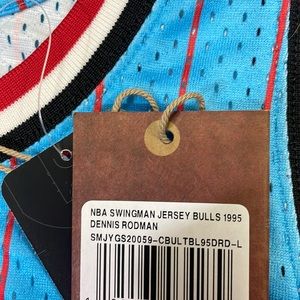 NBA SWINGMAN JERSEY BULLS 1995
DENNIS RODMAN
SMJYGS20059-CBULTBL95DRD-L